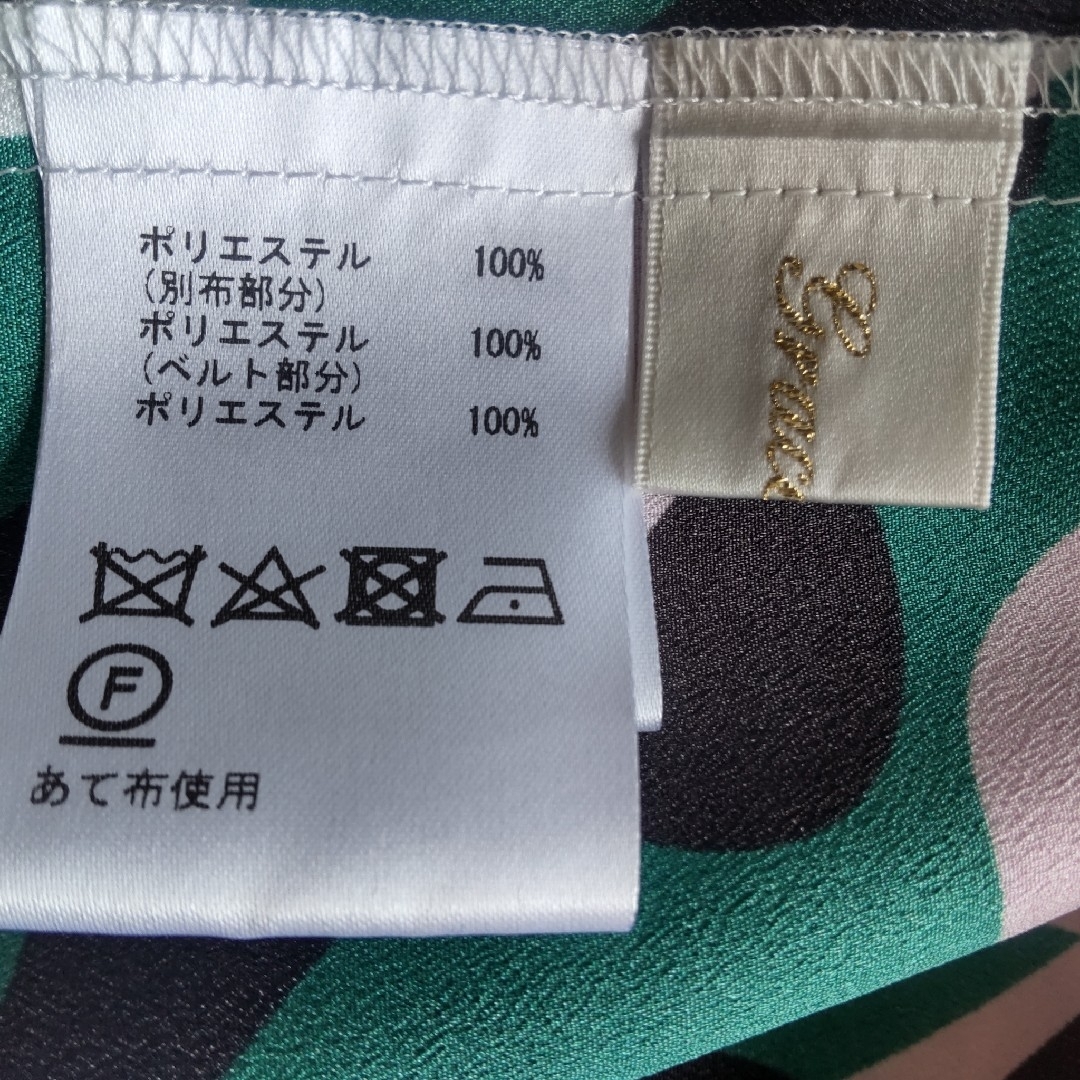 ポリエステル 100%
(別布部分)
ポリエステル 100%
(ベルト部分)
ポリエステル 100%
F
あて布使用
Grace